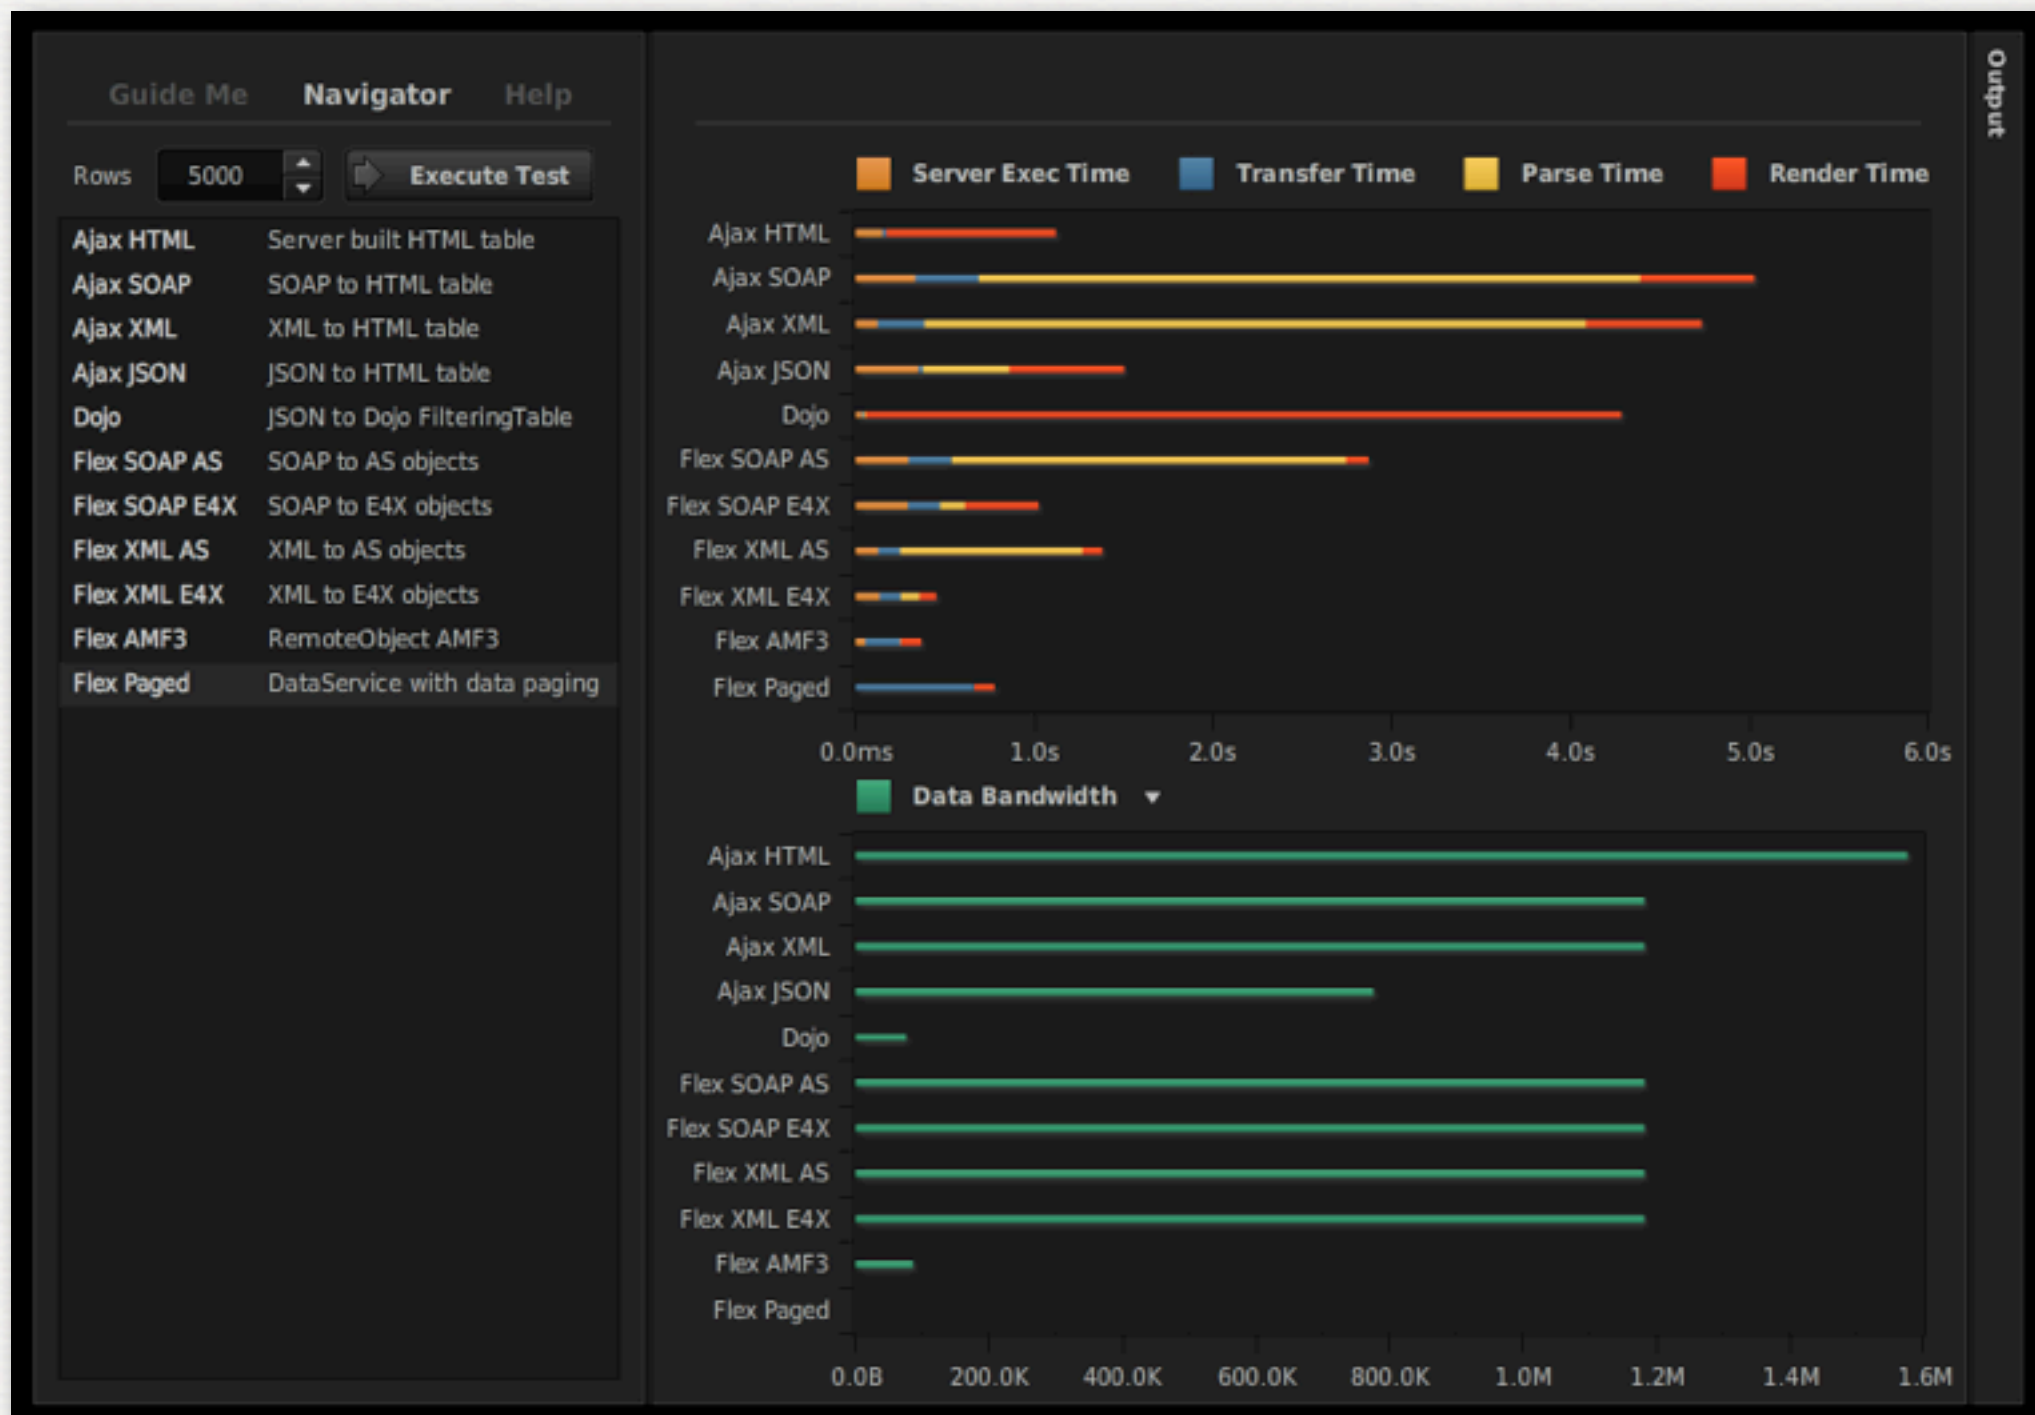 Guide Me Navigator Help
Rows 5000 Execute Test
Ajax HTML Server built HTML table
Ajax SOAP SOAP to HTML table
Ajax XML XML to HTML table
Ajax JSON JSON to HTML table
Dojo JSON to Dojo FilteringTable
Flex SOAP AS SOAP to AS objects
Flex SOAP E4X SOAP to E4X objects
Flex XML AS XML to AS objects
Flex XML E4X XML to E4X objects
Flex AMF3 RemoteObject AMF3
Flex Paged DataService with data paging
Server Exec Time Transfer Time Parse Time Render Time
Ajax HTML
Ajax SOAP
Ajax XML
Ajax JSON
Dojo
Flex SOAP AS
Flex SOAP E4X
Flex XML AS
Flex XML E4X
Flex AMF3
Flex Paged
0.0ms 1.0s 2.0s 3.0s 4.0s 5.0s 6.0s
Data Bandwidth
Ajax HTML
Ajax SOAP
Ajax XML
Ajax JSON
Dojo
Flex SOAP AS
Flex SOAP E4X
Flex XML AS
Flex XML E4X
Flex AMF3
Flex Paged
0.0B 200.0K 400.0K 600.0K 800.0K 1.0M 1.2M 1.4M 1.6M
Output